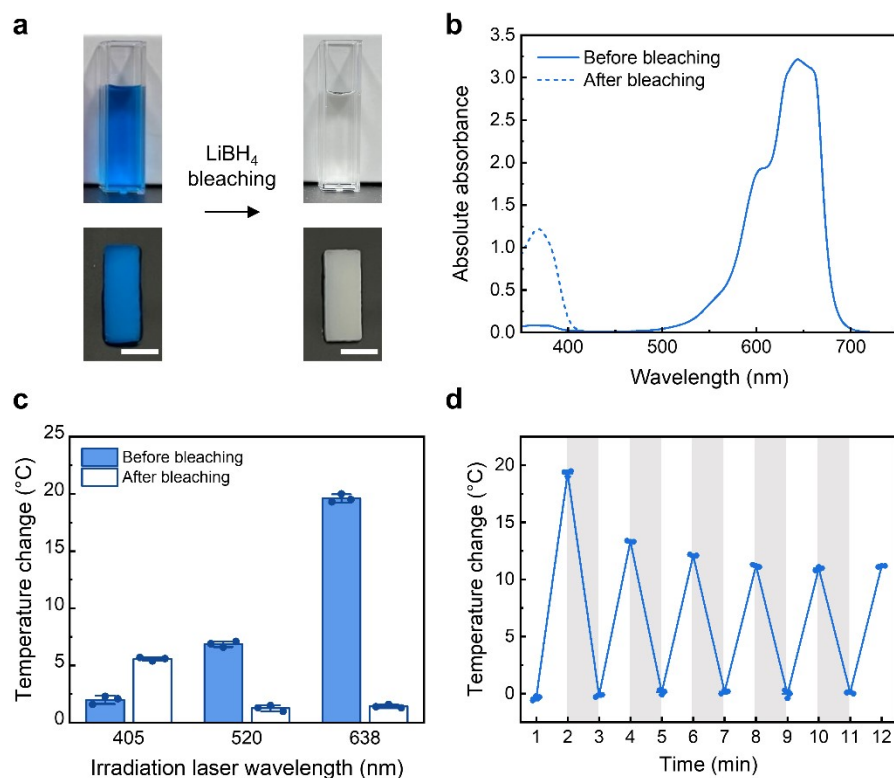 a
LiBH₄
bleaching
b
Before bleaching
After bleaching
Absolute absorbance
3.5
3.0
2.5
2.0
1.5
1.0
0.5
0.0
400 500 600 700
Wavelength (nm)
c
Before bleaching
After bleaching
Temperature change (°C)
25
20
15
10
5
0
405 520 638
Irradiation laser wavelength (nm)
d
Temperature change (°C)
20
15
10
5
0
1 2 3 4 5 6 7 8 9 10 11 12
Time (min)